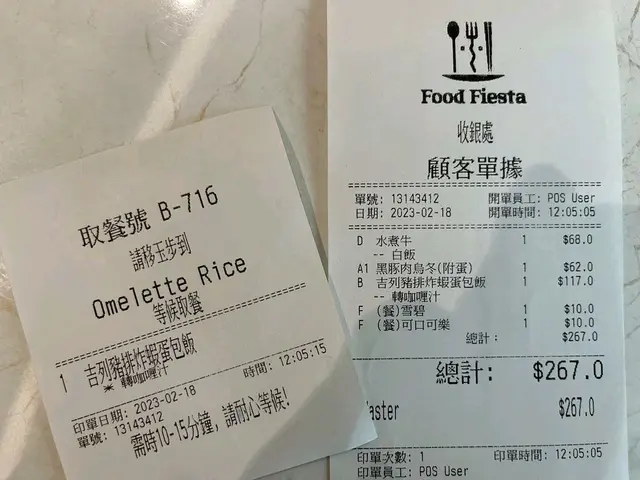 取餐號 B-716
請移玉步到
Omelette Rice
等候取餐
1 吉列豬排炸蝦蛋包飯
* 轉咖喱汁
時間: 12:05:15
印單日期: 2023-02-18
單號: 13143412
需時10-15分鐘，請耐心等候!
Food Fiesta
收銀處
顧客單據
單號: 13143412 開單員工: POS User
日期: 2023-02-18 開單時間: 12:05:05
D 水煮牛 1 $68.0
-- 白飯
A1 黑豚肉烏冬(附蛋) 1 $62.0
B 吉列豬排炸蝦蛋包飯 1 $117.0
-- 轉咖喱汁
F (餐)雪碧 1 $10.0
F (餐)可口可樂 1 $10.0
總計: $267.0
總計: $267.0
Master $267.0
印單次數: 1 印單時間: 12:05:05
印單員工: POS User